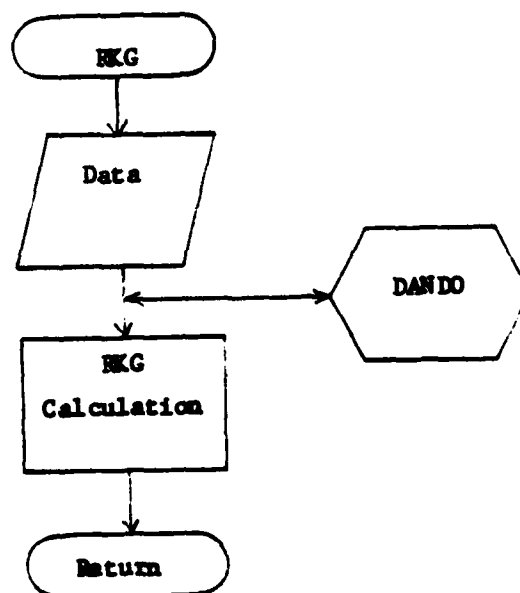 RKG
Data
DANDO
RKG
Calculation
Return